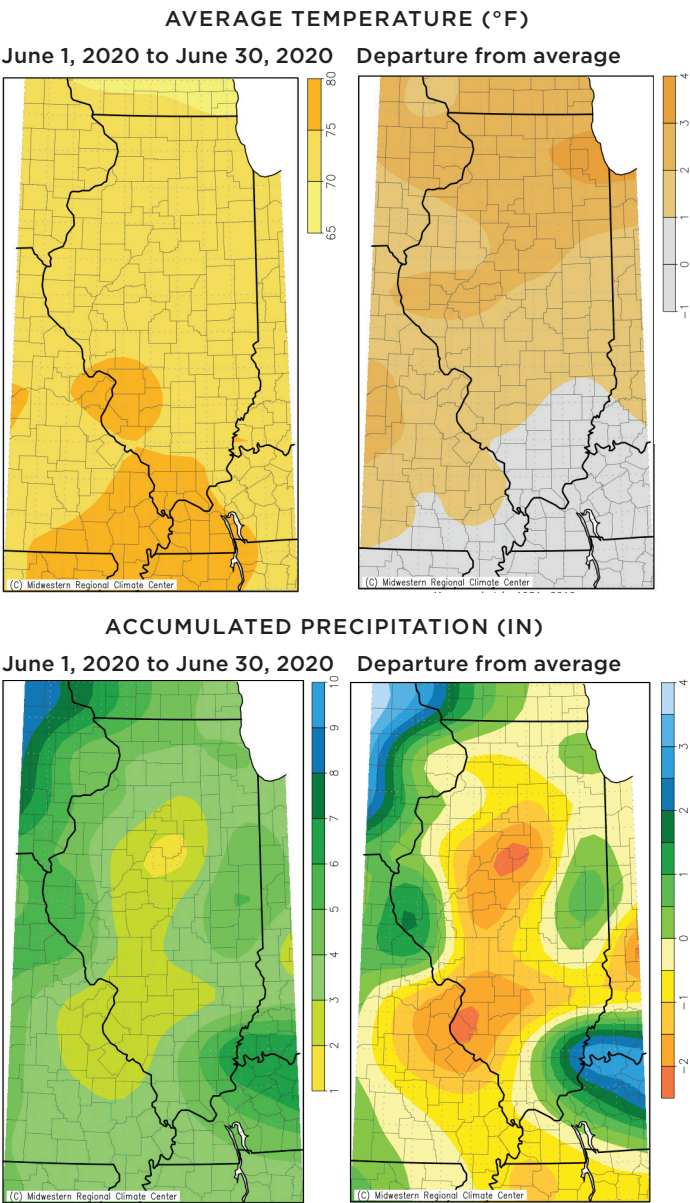 AVERAGE TEMPERATURE (°F)
June 1, 2020 to June 30, 2020
Departure from average
80
75
70
65
4
3
2
1
0
−1
(C) Midwestern Regional Climate Center
(C) Midwestern Regional Climate Center
ACCUMULATED PRECIPITATION (IN)
June 1, 2020 to June 30, 2020
Departure from average
10
9
8
7
6
5
4
3
2
1
4
3
2
1
0
−1
−2
(C) Midwestern Regional Climate Center
(C) Midwestern Regional Climate Center